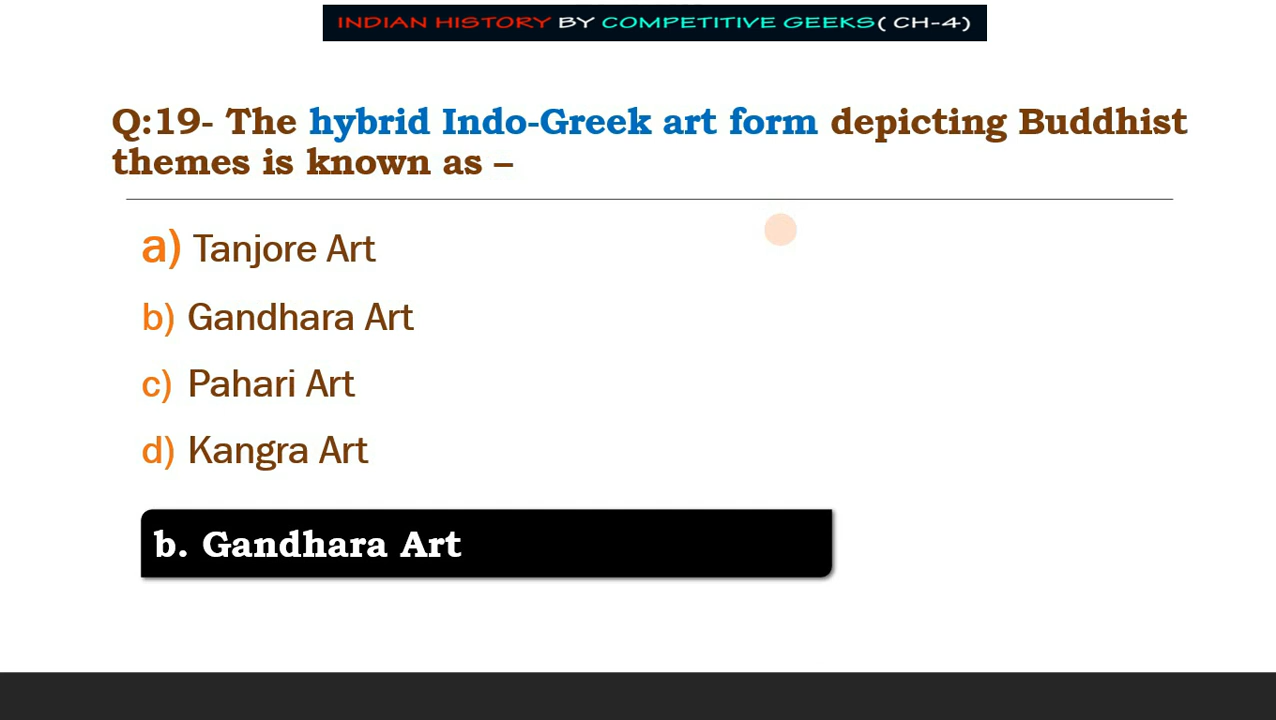 INDIAN HISTORY BY COMPETITIVE GEEKS( CH-4)
Q:19- The hybrid Indo-Greek art form depicting Buddhist
themes is known as –
a) Tanjore Art
b) Gandhara Art
c) Pahari Art
d) Kangra Art
b. Gandhara Art